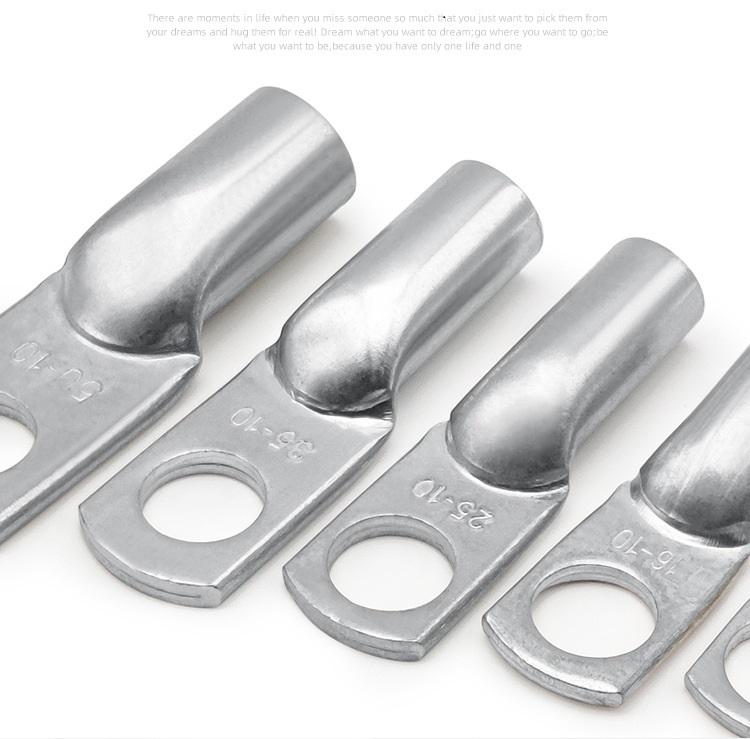 There are moments in life when you miss someone so much that you just want to pick them from
your dreams and hug them for real! Dream what you want to dream;go where you want to go;be
what you want to be,because you have only one life and one
50-10
35-10
25-10
16-10